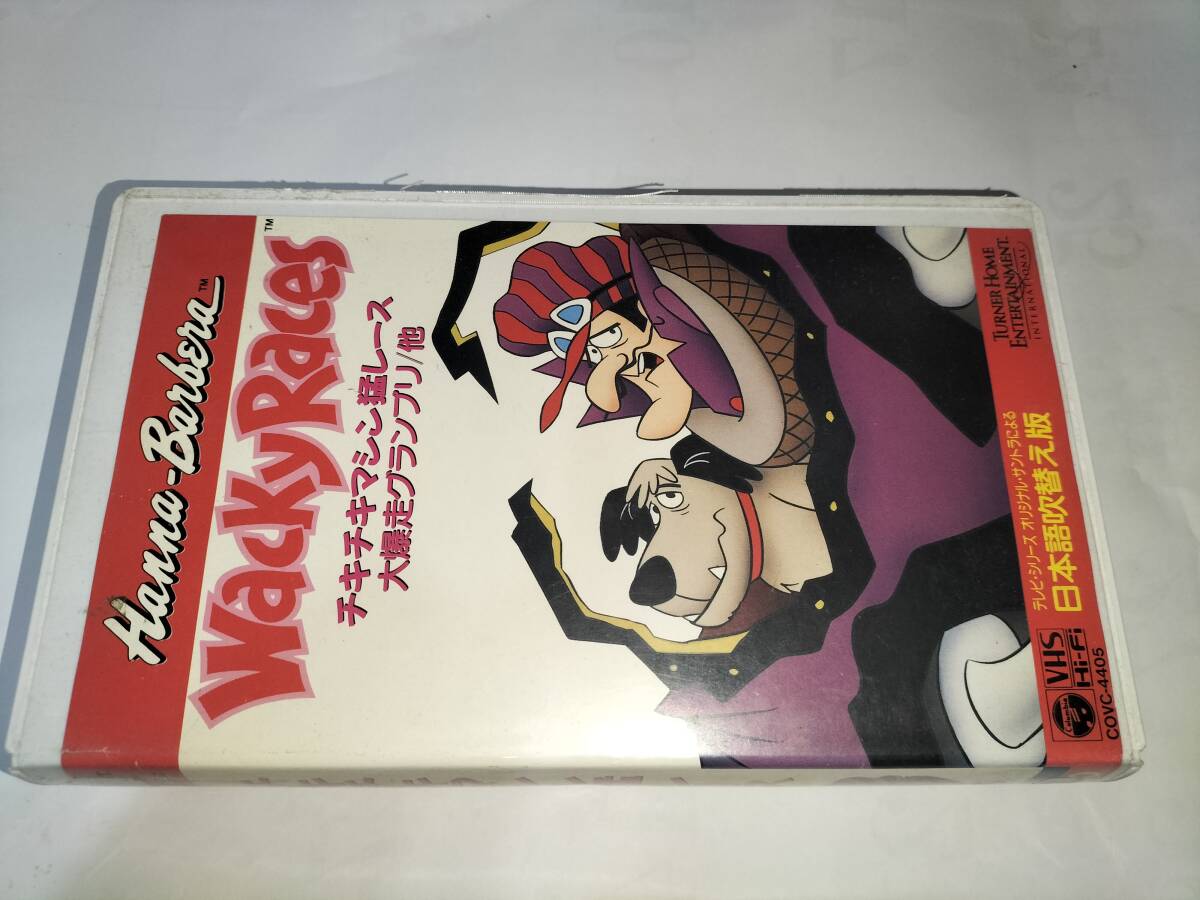 Hanna-Barbera™
Wacky Races™
チキチキマシン猛レース
大爆走グランプリ/他
TURNER HOME
ENTERTAINMENT
INTERNATIONAL
テレビ・シリーズ オリジナル・サントラによる
日本語吹替え版
Columbia
VHS
Hi-Fi
COVC-4405